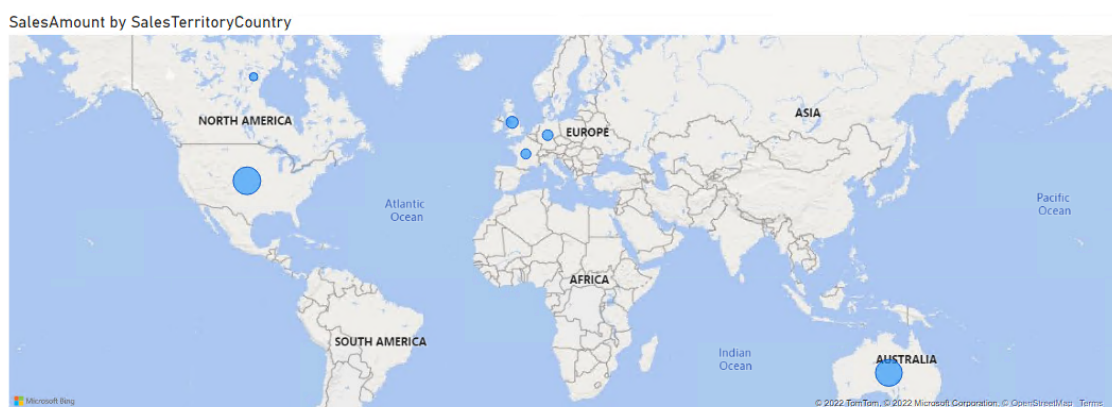 SalesAmount by SalesTerritoryCountry
NORTH AMERICA
EUROPE
ASIA
Atlantic
Ocean
Pacific
Ocean
AFRICA
SOUTH AMERICA
Indian
Ocean
AUSTRALIA
Microsoft Bing
© 2022 TomTom, © 2022 Microsoft Corporation, © OpenStreetMap Terms